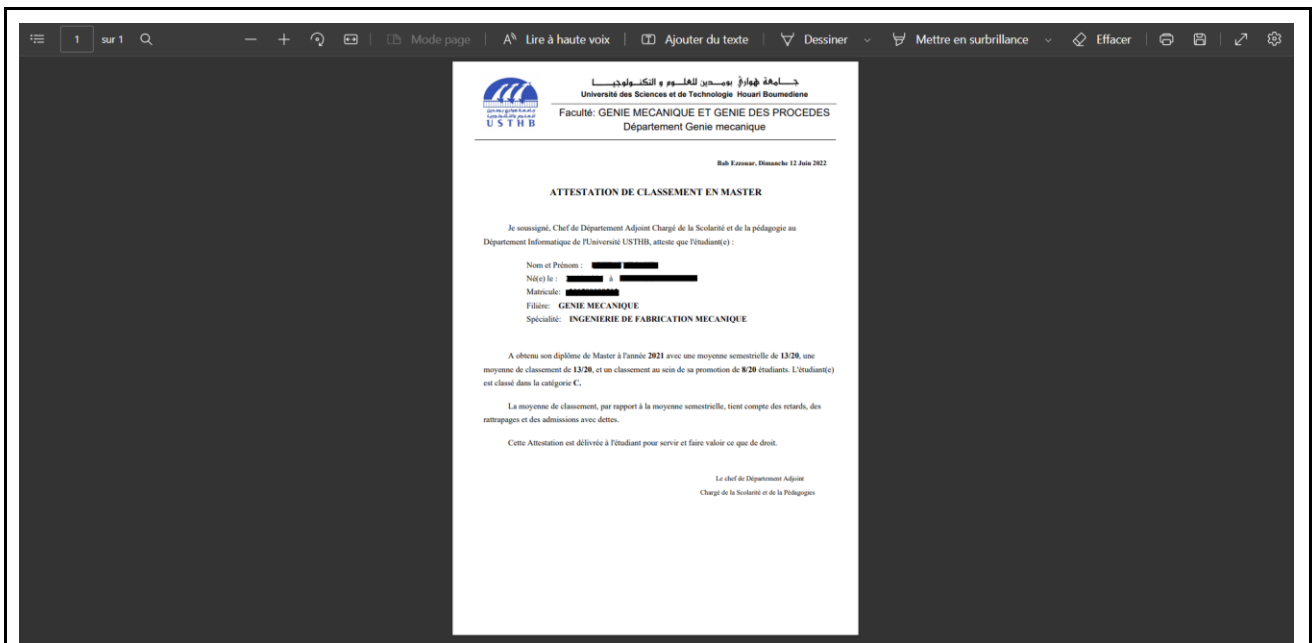 1 sur 1 Mode page Lire à haute voix Ajouter du texte Dessiner Mettre en surbrillance Effacer
جــــامعة هواري بومــدين للعلــوم و التكنــولوجيــــــا
Université des Sciences et de Technologie Houari Boumediene
USTHB
Faculté: GENIE MECANIQUE ET GENIE DES PROCEDES
Département Genie mecanique
Bab Ezzouar, Dimanche 12 Juin 2022
ATTESTATION DE CLASSEMENT EN MASTER
Je soussigné, Chef de Département Adjoint Chargé de la Scolarité et de la pédagogie au
Département Informatique de l'Université USTHB, atteste que l'étudiant(e) :
Nom et Prénom :
Né(e) le : à
Matricule:
Filière: GENIE MECANIQUE
Spécialité: INGENIERIE DE FABRICATION MECANIQUE
A obtenu son diplôme de Master à l'année 2021 avec une moyenne semestrielle de 13/20, une
moyenne de classement de 13/20, et un classement au sein de sa promotion de 8/20 étudiants. L'étudiant(e)
est classé dans la catégorie C.
La moyenne de classement, par rapport à la moyenne semestrielle, tient compte des retards, des
rattrapages et des admissions avec dettes.
Cette Attestation est délivrée à l'étudiant pour servir et faire valoir ce que de droit.
Le chef de Département Adjoint
Chargé de la Scolarité et de la Pédagogies